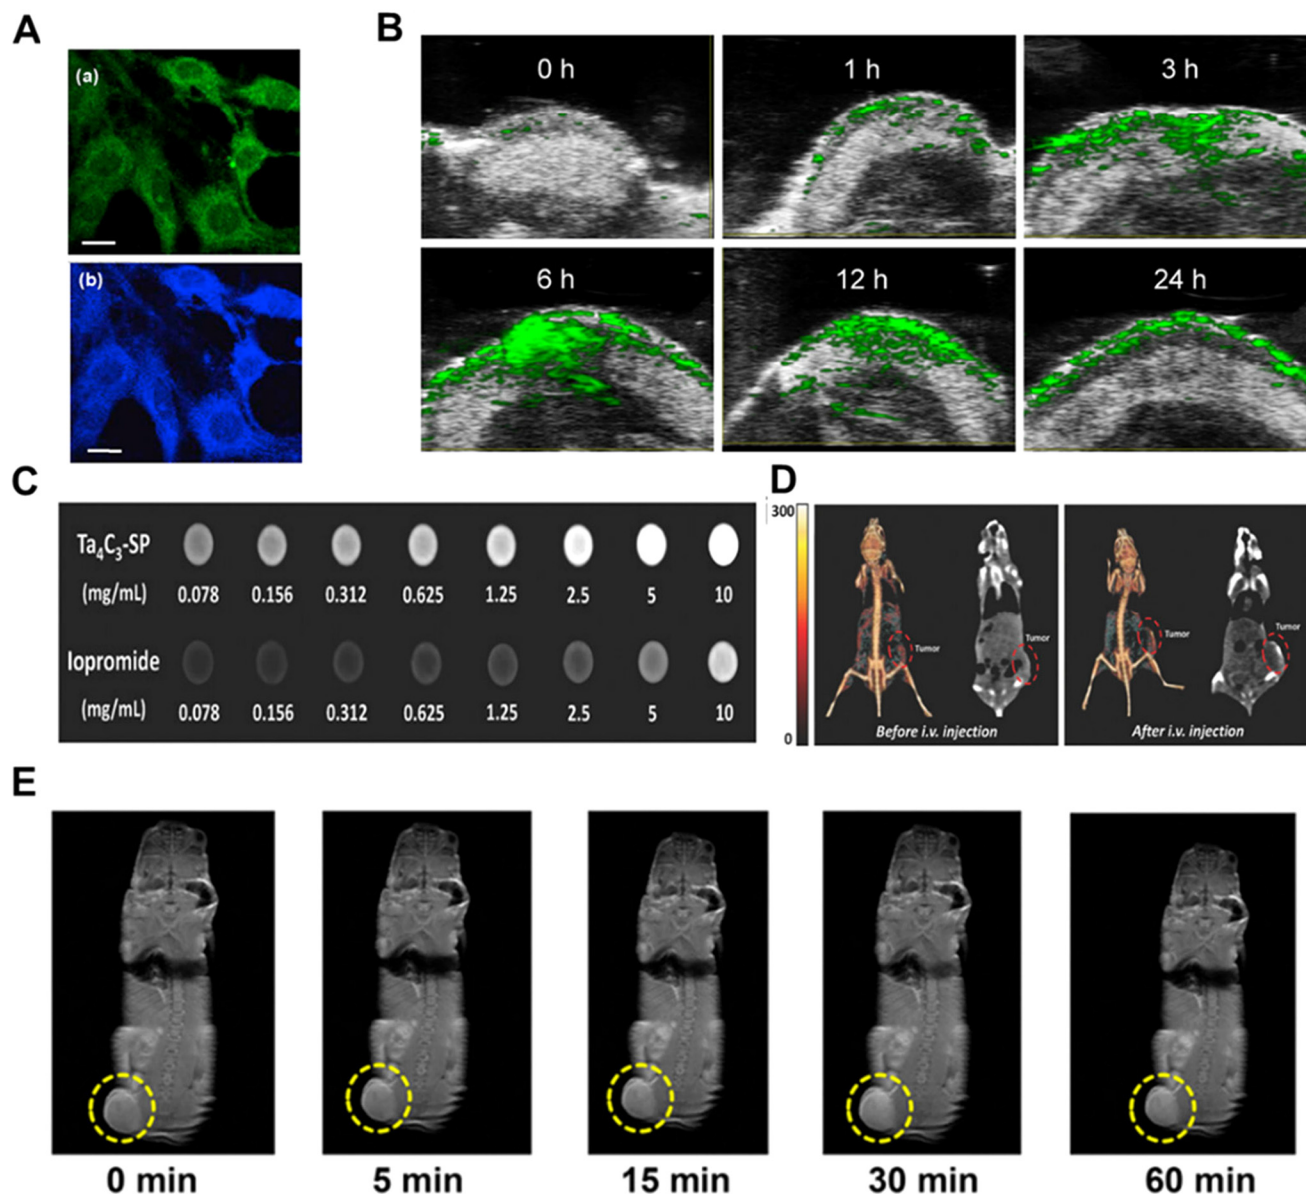 A
(a)
(b)
B
0 h
1 h
3 h
6 h
12 h
24 h
C
Ta₄C₃-SP
(mg/mL) 0.078 0.156 0.312 0.625 1.25 2.5 5 10
Iopromide
(mg/mL) 0.078 0.156 0.312 0.625 1.25 2.5 5 10
D
300
0
Tumor
Tumor
Before i.v. injection
Tumor
Tumor
After i.v. injection
E
0 min
5 min
15 min
30 min
60 min